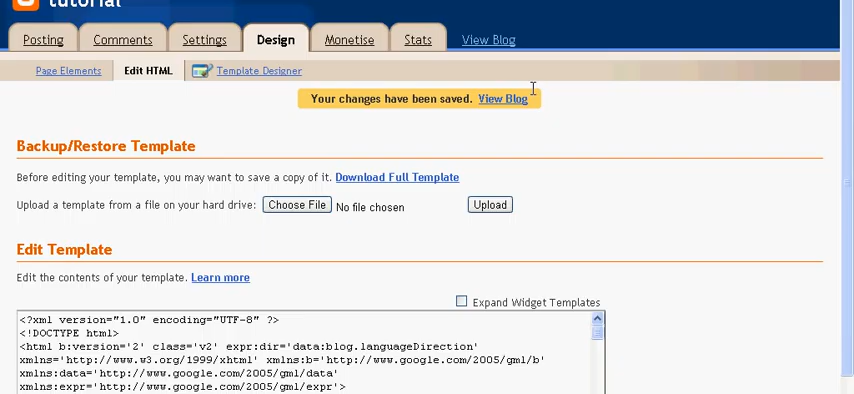 tutorial
Posting Comments Settings Design Monetise Stats View Blog
Page Elements Edit HTML Template Designer
Your changes have been saved. View Blog
Backup/Restore Template
Before editing your template, you may want to save a copy of it. Download Full Template
Upload a template from a file on your hard drive: Choose File No file chosen Upload
Edit Template
Edit the contents of your template. Learn more
Expand Widget Templates
<?xml version="1.0" encoding="UTF-8" ?>
<!DOCTYPE html>
<html b:version='2' class='v2' expr:dir='data:blog.languageDirection'
xmlns='http://www.w3.org/1999/xhtml' xmlns:b='http://www.google.com/2005/gml/b'
xmlns:data='http://www.google.com/2005/gml/data'
xmlns:expr='http://www.google.com/2005/gml/expr'>